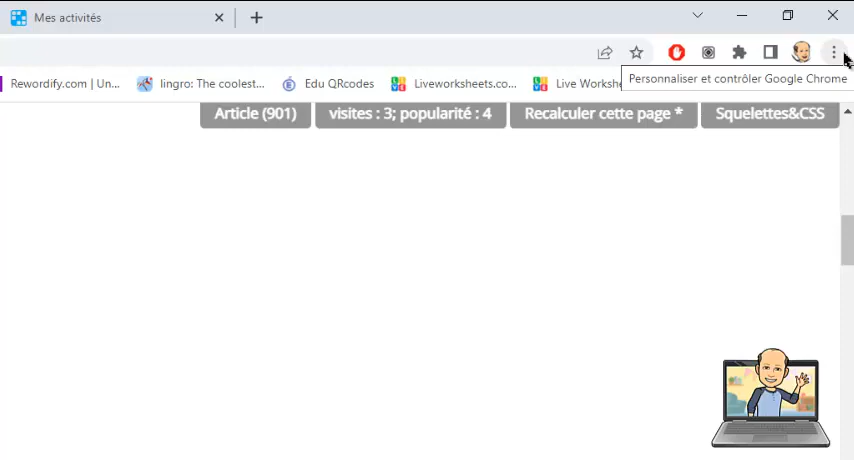 Mes activités
Rewordify.com | Un...
lingro: The coolest...
Edu QRcodes
Liveworksheets.co...
Live Workshe
Personnaliser et contrôler Google Chrome
Article (901)
visites : 3; popularité : 4
Recalculer cette page *
Squelettes&CSS